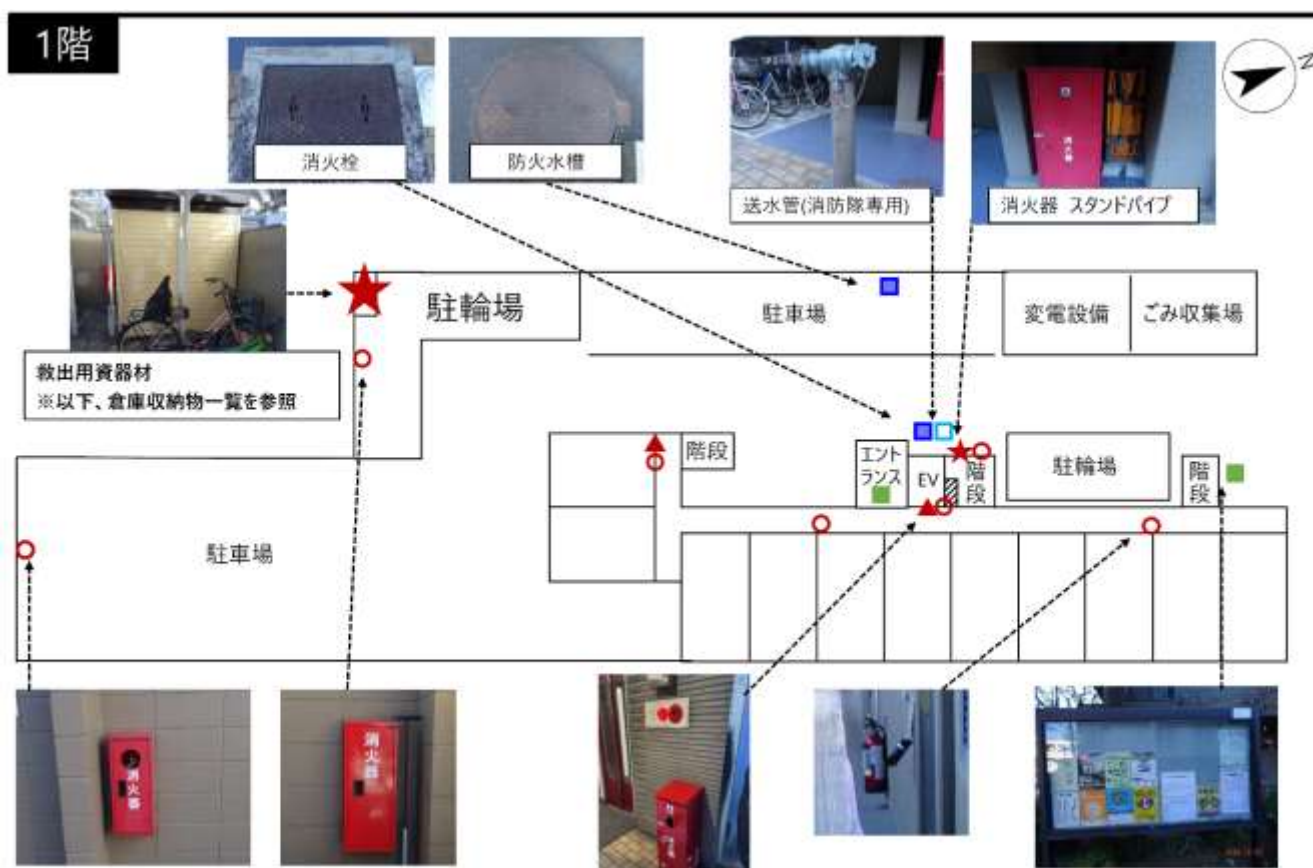 1階
N
消火栓
防火水槽
送水管(消防隊専用)
消火器 スタンドパイプ
消火器
救出用資器材
※以下、倉庫収納物一覧を参照
駐輪場
駐車場
変電設備
ごみ収集場
階段
エント
ランス
EV
階
段
駐輪場
階
段
駐車場
消火器
消火器